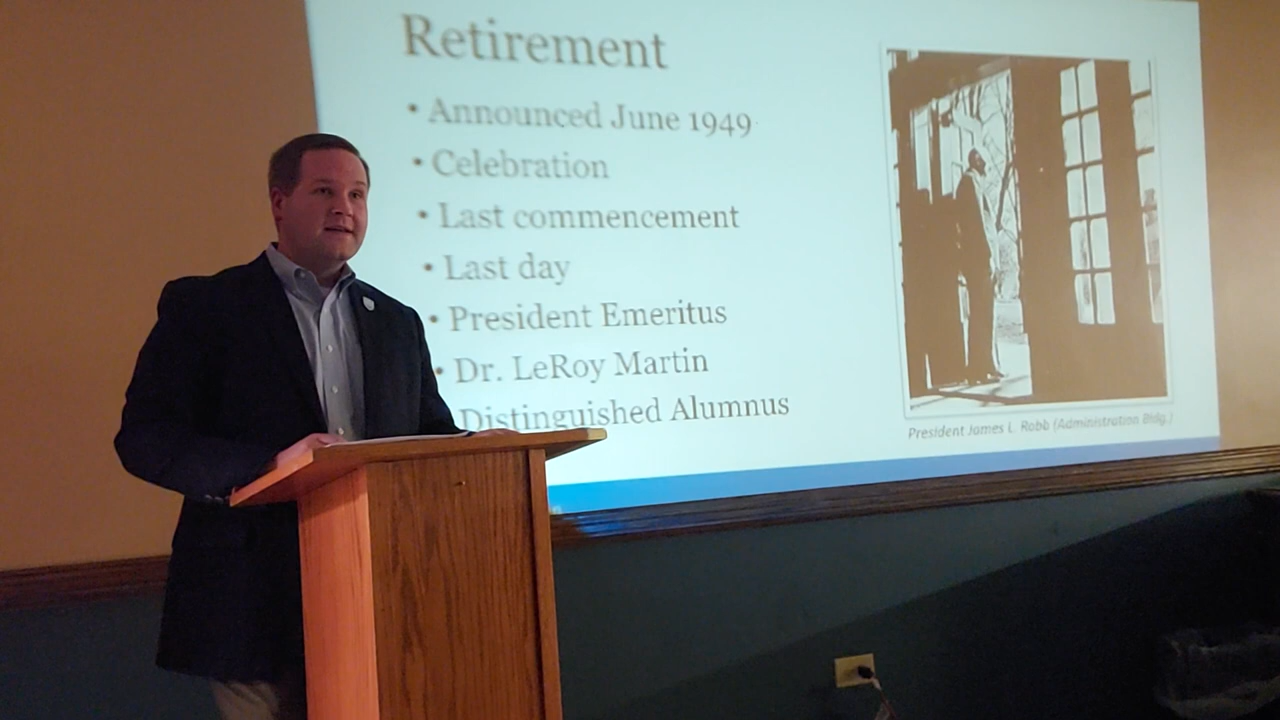 Retirement
• Announced June 1949
• Celebration
• Last commencement
• Last day
• President Emeritus
• Dr. LeRoy Martin
Distinguished Alumnus
President James L. Robb (Administration Bldg.)